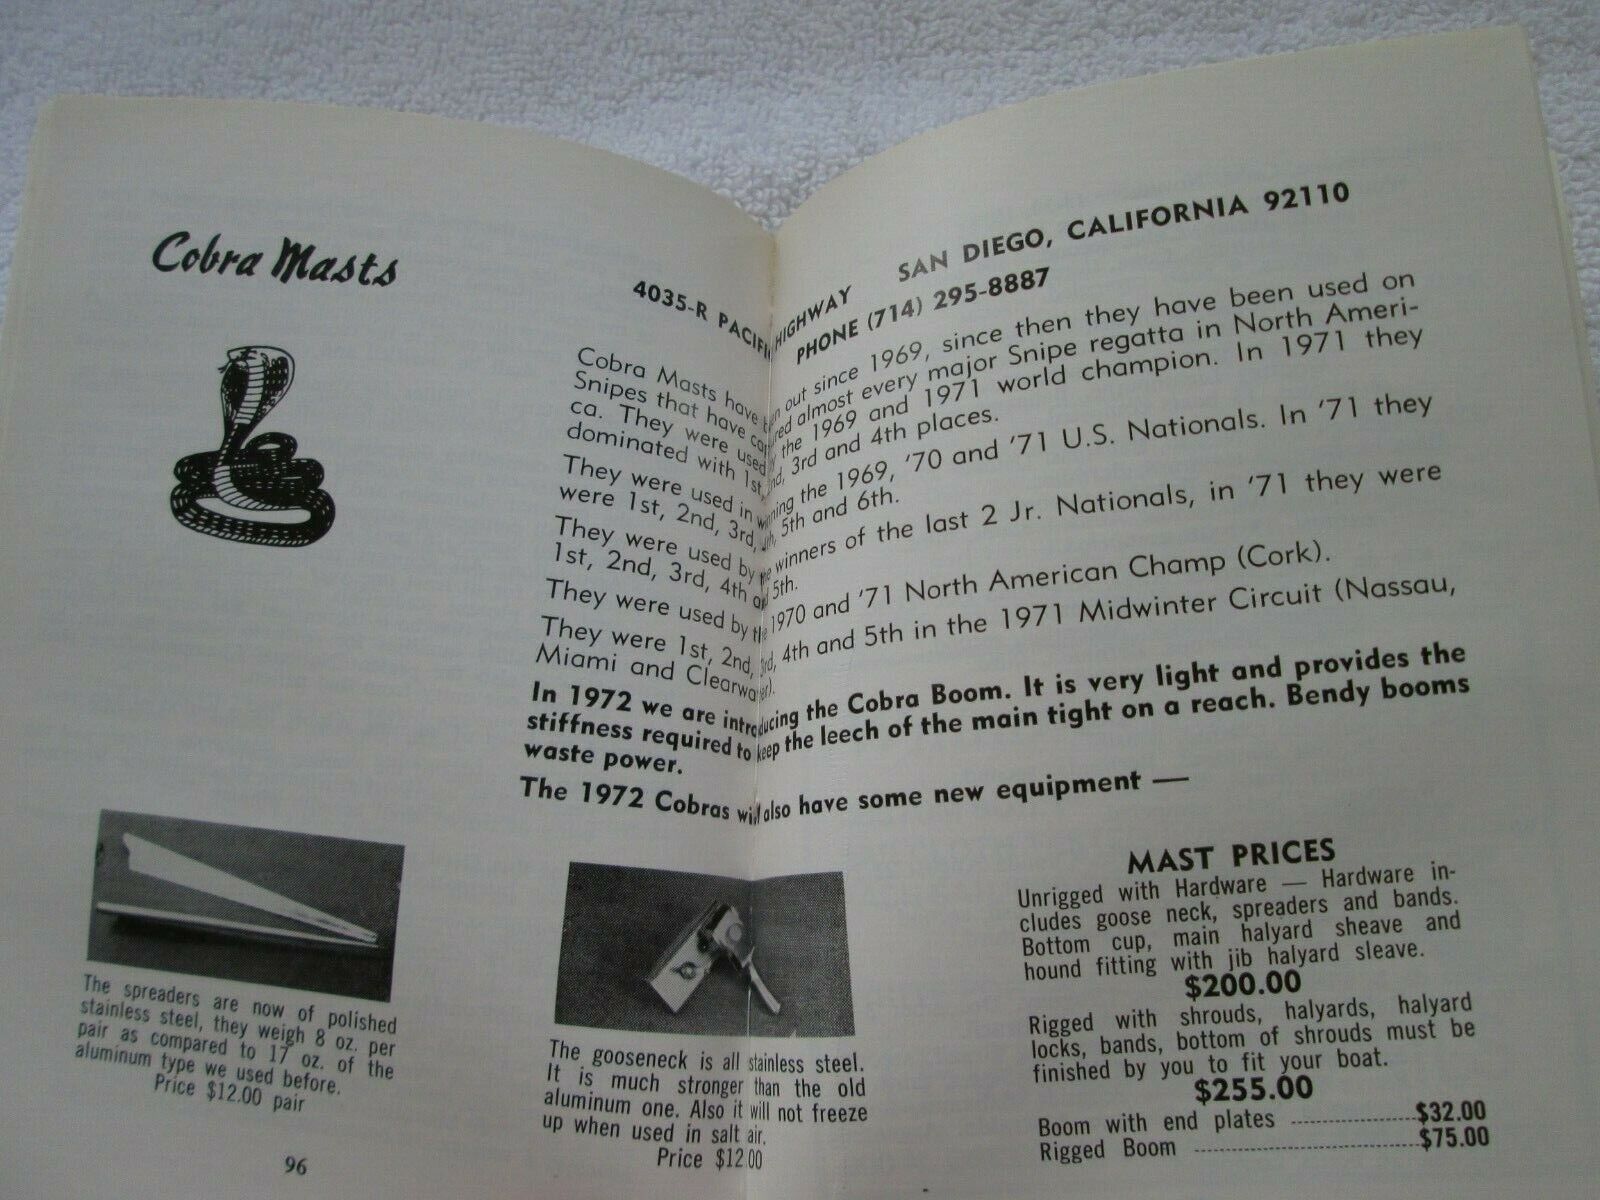 Cobra Masts
4035-R PACIFIC HIGHWAY SAN DIEGO, CALIFORNIA 92110
PHONE (714) 295-8887
Cobra Masts have been out since 1969, since then they have been used on
Snipes that have captured almost every major Snipe regatta in North Ameri-
ca. They were used by the 1969 and 1971 world champion. In 1971 they
dominated with 1st, 2nd, 3rd and 4th places.
They were used in winning the 1969, '70 and '71 U.S. Nationals. In '71 they
were 1st, 2nd, 3rd, 4th, 5th and 6th.
They were used by the winners of the last 2 Jr. Nationals, in '71 they were
1st, 2nd, 3rd, 4th and 5th.
They were used by the 1970 and '71 North American Champ (Cork).
They were 1st, 2nd, 3rd, 4th and 5th in the 1971 Midwinter Circuit (Nassau,
Miami and Clearwater).
In 1972 we are introducing the Cobra Boom. It is very light and provides the
stiffness required to keep the leech of the main tight on a reach. Bendy booms
waste power.
The 1972 Cobras will also have some new equipment —
The spreaders are now of polished
stainless steel, they weigh 8 oz. per
pair as compared to 17 oz. of the
aluminum type we used before.
Price $12.00 pair
The gooseneck is all stainless steel.
It is much stronger than the old
aluminum one. Also it will not freeze
up when used in salt air.
Price $12.00
MAST PRICES
Unrigged with Hardware — Hardware in-
cludes goose neck, spreaders and bands.
Bottom cup, main halyard sheave and
hound fitting with jib halyard sleave.
$200.00
Rigged with shrouds, halyards, halyard
locks, bands, bottom of shrouds must be
finished by you to fit your boat.
$255.00
Boom with end plates ---------- $32.00
Rigged Boom ---------- $75.00
96